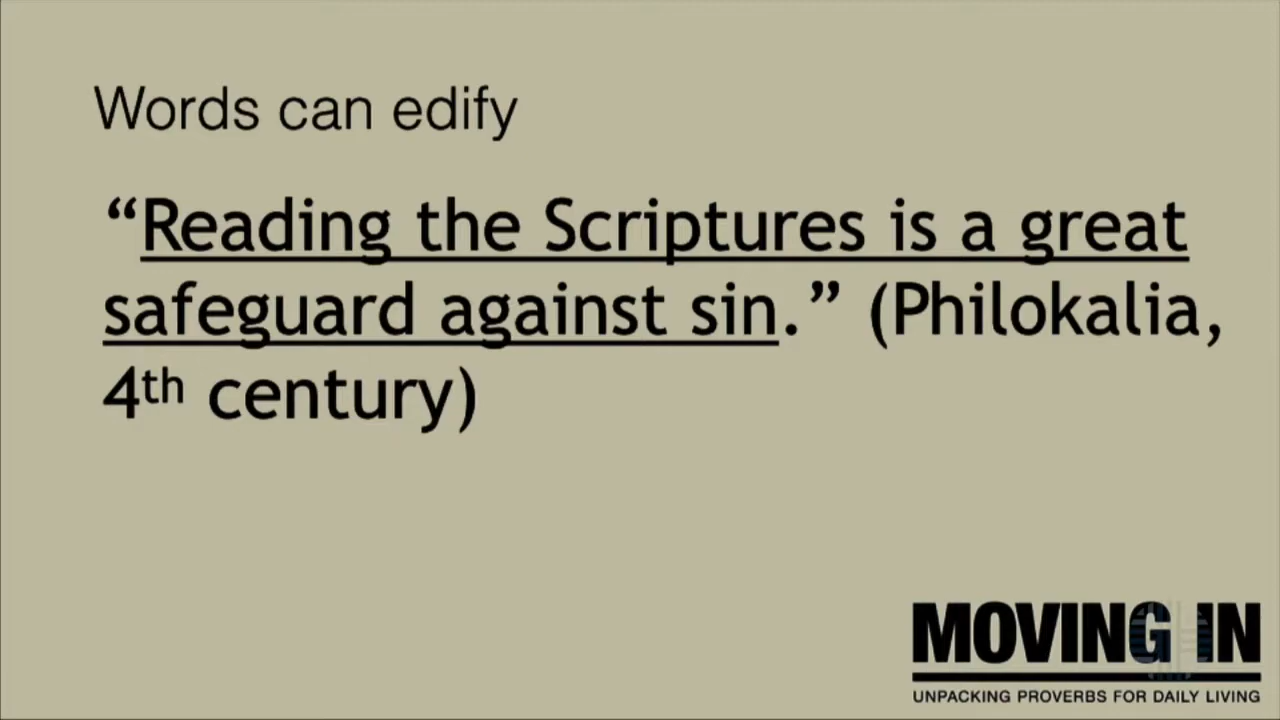 Words can edify
“Reading the Scriptures is a great
safeguard against sin.” (Philokalia,
4th century)
MOVING IN
UNPACKING PROVERBS FOR DAILY LIVING